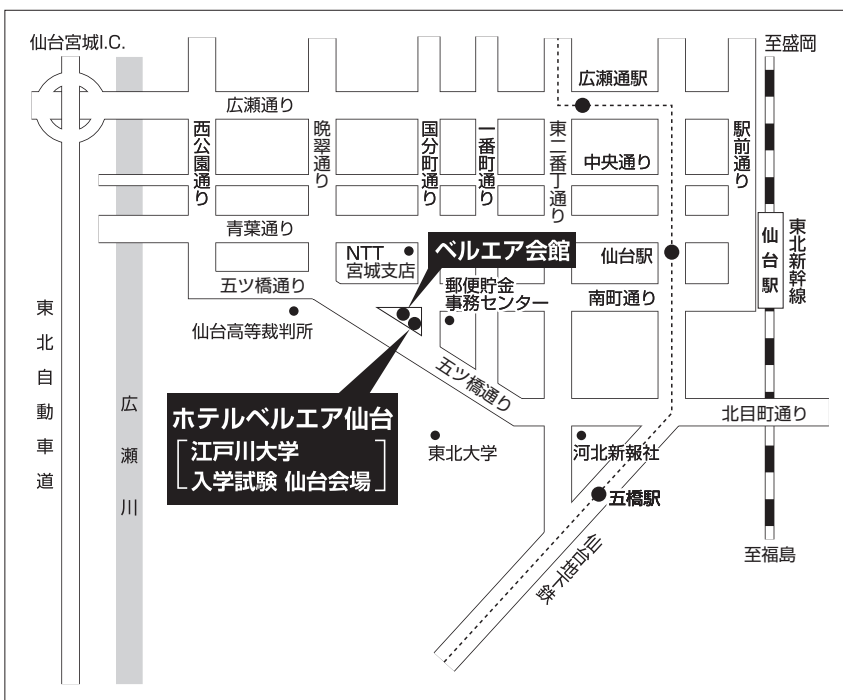 仙台宮城I.C.
至盛岡
広瀬通駅
広瀬通り
西公園通り
晩翠通り
国分町通り
一番町通り
東二番丁通り
駅前通り
中央通り
青葉通り
NTT
宮城支店
ベルエア会館
仙台駅
仙台駅
東北新幹線
五ツ橋通り
郵便貯金
事務センター
南町通り
仙台高等裁判所
東北自動車道
広瀬川
五ツ橋通り
ホテルベルエア仙台
江戸川大学
入学試験 仙台会場
北目町通り
東北大学
河北新報社
五橋駅
仙台地下鉄
至福島